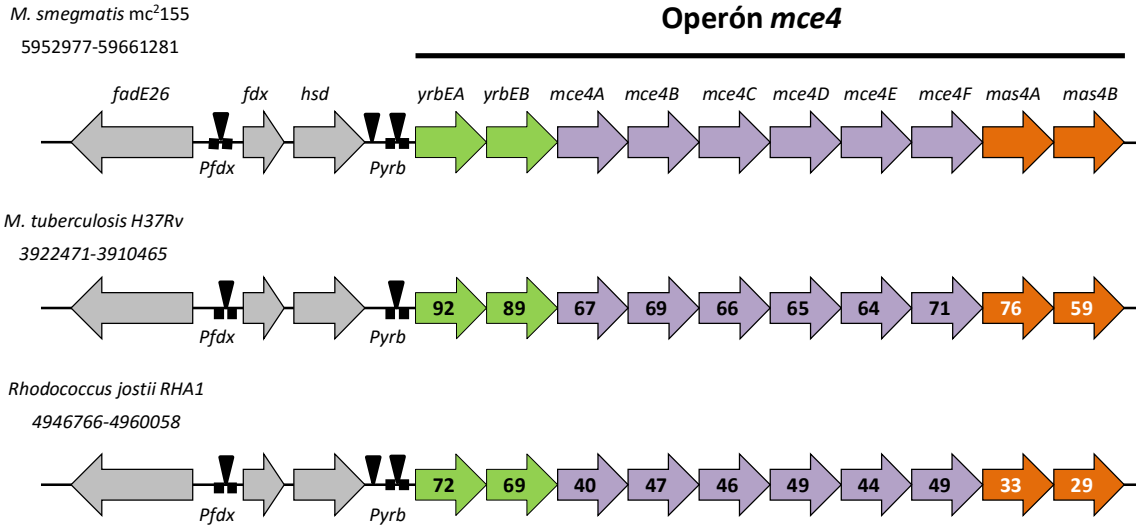 M. smegmatis mc²155
5952977-59661281
Operón mce4
fadE26 fdx hsd yrbEA yrbEB mce4A mce4B mce4C mce4D mce4E mce4F mas4A mas4B
Pfdx Pyrb
M. tuberculosis H37Rv
3922471-3910465
92 89 67 69 66 65 64 71 76 59
Pfdx Pyrb
Rhodococcus jostii RHA1
4946766-4960058
72 69 40 47 46 49 44 49 33 29
Pfdx Pyrb